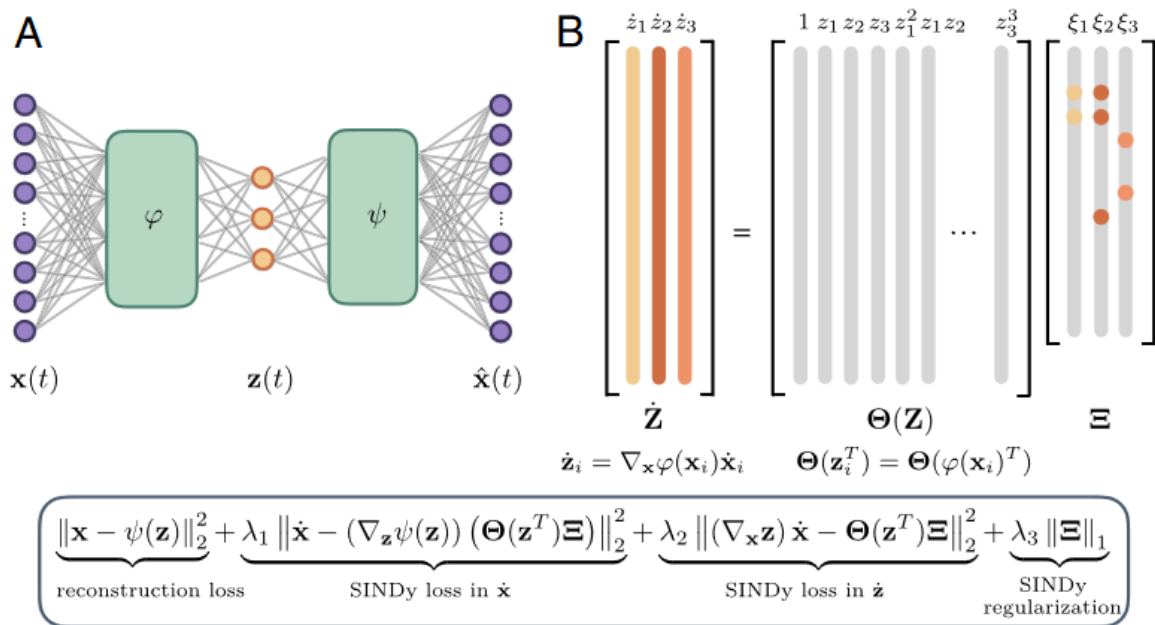 A
φ
ψ
⋮
⋮
x(t)
z(t)
x̂(t)
B
ż₁ ż₂ ż₃
=
1 z₁ z₂ z₃ z₁² z₁z₂ z₃³
⋯
ξ₁ ξ₂ ξ₃
Ż
Θ(Z)
Ξ
żᵢ = ∇ₓφ(xᵢ)ẋᵢ
Θ(zᵢᵀ) = Θ(φ(xᵢ)ᵀ)
‖x − ψ(z)‖₂² + λ₁ ‖ẋ − (∇_z ψ(z)) (Θ(zᵀ)Ξ)‖₂² + λ₂ ‖(∇ₓz) ẋ − Θ(zᵀ)Ξ‖₂² + λ₃ ‖Ξ‖₁
reconstruction loss
SINDy loss in ẋ
SINDy loss in ż
SINDy
regularization